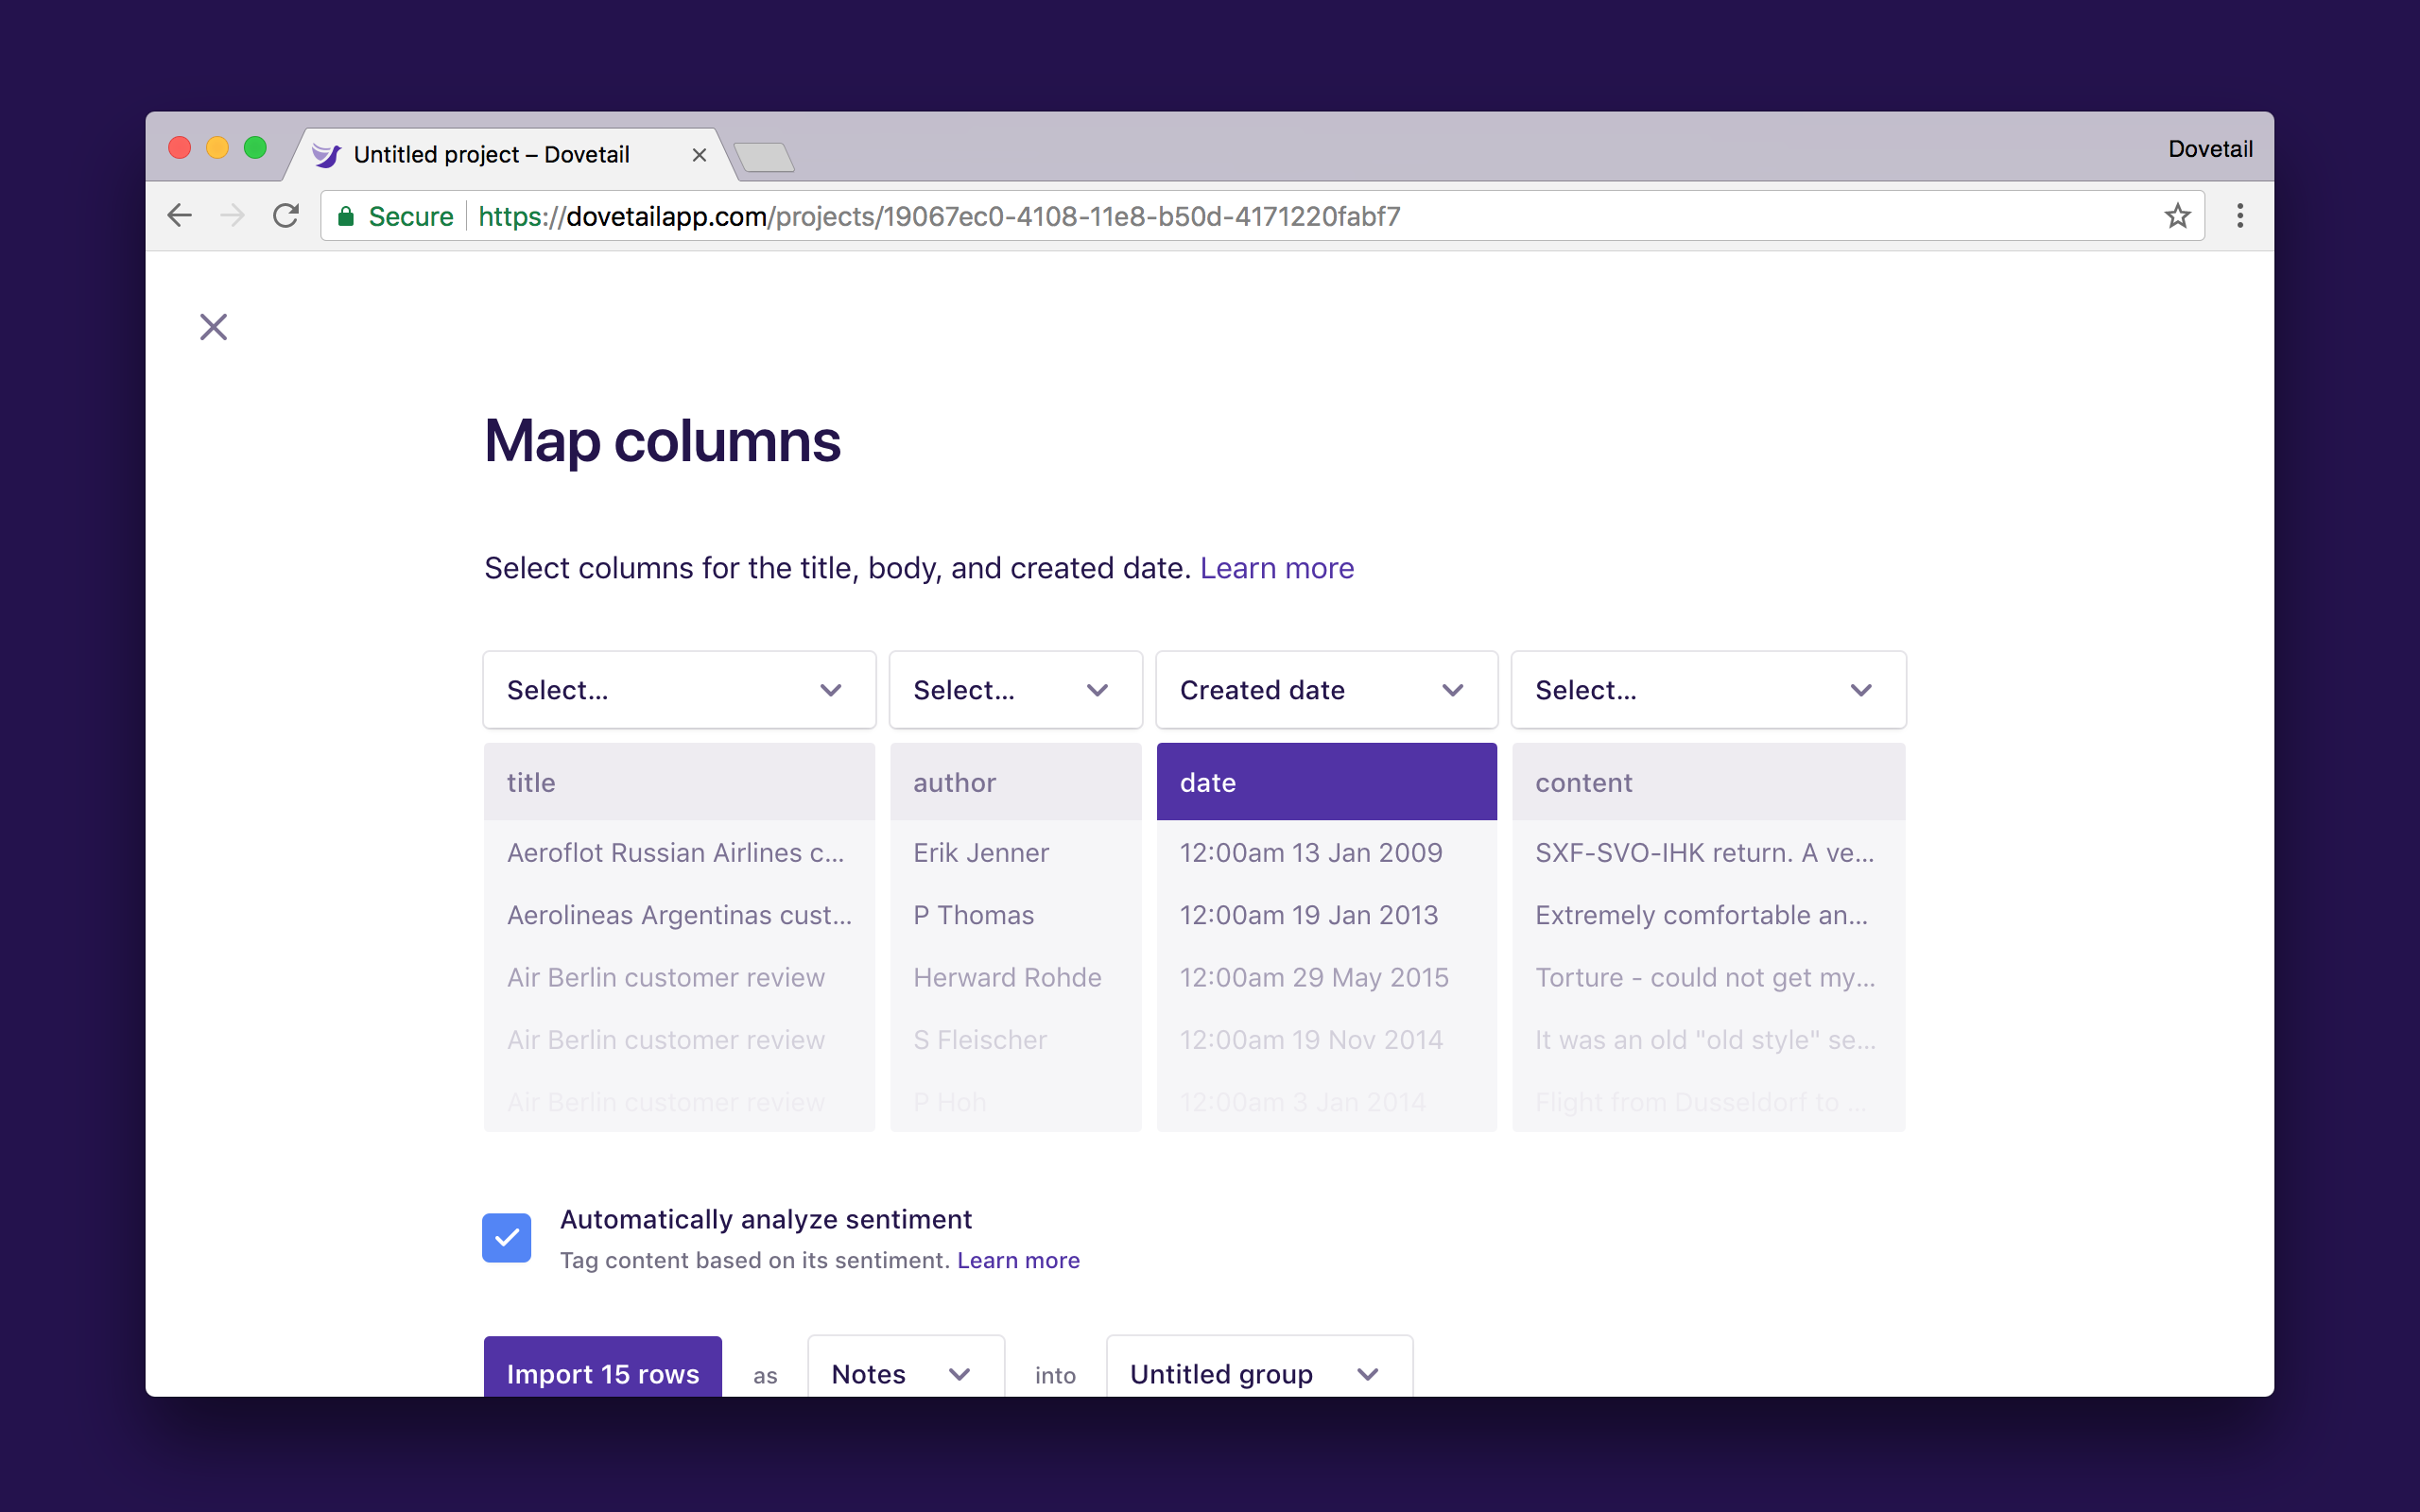 Untitled project – Dovetail
Dovetail
Secure
https://dovetailapp.com/projects/19067ec0-4108-11e8-b50d-4171220fabf7
Map columns
Select columns for the title, body, and created date. Learn more
Select... Select... Created date Select...
title author date content
Aeroflot Russian Airlines c... Erik Jenner 12:00am 13 Jan 2009 SXF-SVO-IHK return. A ve...
Aerolineas Argentinas cust... P Thomas 12:00am 19 Jan 2013 Extremely comfortable an...
Air Berlin customer review Herward Rohde 12:00am 29 May 2015 Torture - could not get my...
Air Berlin customer review S Fleischer 12:00am 19 Nov 2014 It was an old "old style" se...
Air Berlin customer review P Hoh 12:00am 3 Jan 2014 Flight from Dusseldorf to ...
Automatically analyze sentiment
Tag content based on its sentiment. Learn more
Import 15 rows as Notes into Untitled group